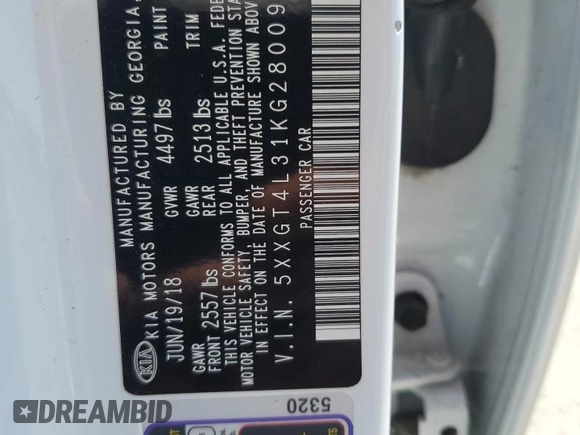 MANUFACTURED BY
KIA KIA MOTORS MANUFACTURING GEORGIA,
JUN/19/18 GVWR 4497lbs PAINT
GAWR FRONT 2557lbs GAWR REAR 2513lbs TRIM
THIS VEHICLE CONFORMS TO ALL APPLICABLE U.S.A. FEDE
MOTOR VEHICLE SAFETY, BUMPER, AND THEFT PREVENTION STA
IN EFFECT ON THE DATE OF MANUFACTURE SHOWN ABOV
V.I.N. 5XXGT4L31KG28009
PASSENGER CAR
5320
DREAMBID